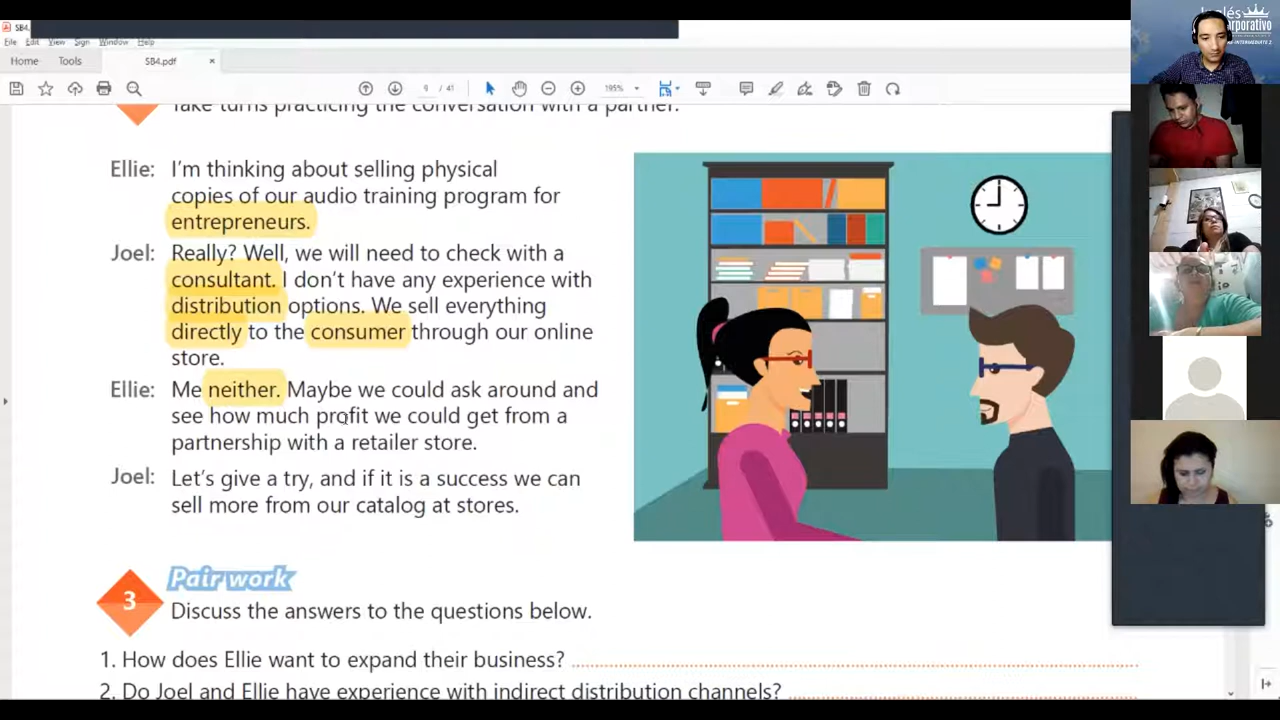 SB4.
File Edit View Sign Window Help
Home Tools SB4.pdf ×
9 / 41 195%
Take turns practicing the conversation with a partner.
Ellie: I'm thinking about selling physical
copies of our audio training program for
entrepreneurs.
Joel: Really? Well, we will need to check with a
consultant. I don't have any experience with
distribution options. We sell everything
directly to the consumer through our online
store.
Ellie: Me neither. Maybe we could ask around and
see how much profit we could get from a
partnership with a retailer store.
Joel: Let's give a try, and if it is a success we can
sell more from our catalog at stores.
3 Pair work
Discuss the answers to the questions below.
1. How does Ellie want to expand their business?
2. Do Joel and Ellie have experience with indirect distribution channels?